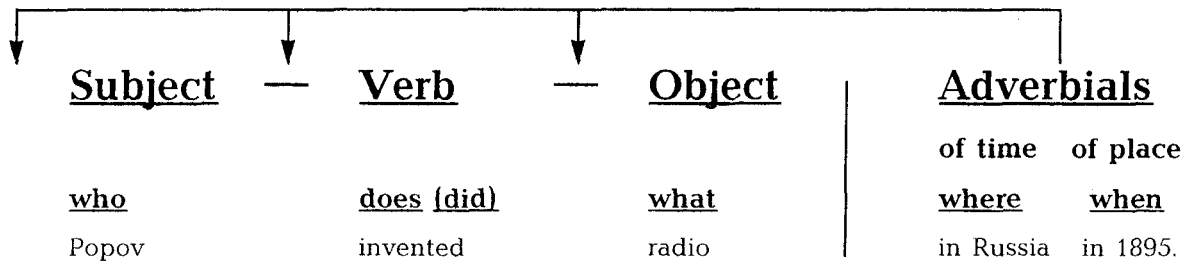 Subject — Verb — Object Adverbials
of time of place
who does (did) what where when
Popov invented radio in Russia in 1895.